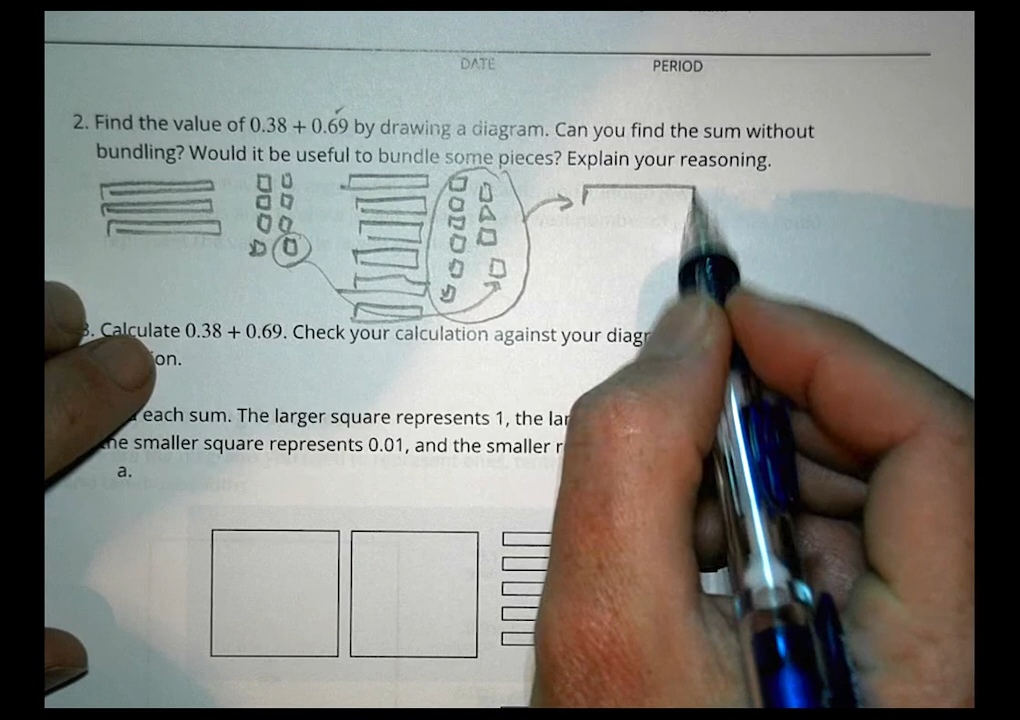 DATE PERIOD
2. Find the value of 0.38 + 0.69 by drawing a diagram. Can you find the sum without
bundling? Would it be useful to bundle some pieces? Explain your reasoning.
3. Calculate 0.38 + 0.69. Check your calculation against your
on.
each sum. The larger square represents 1, the
smaller square represents 0.01, and the smaller
a.